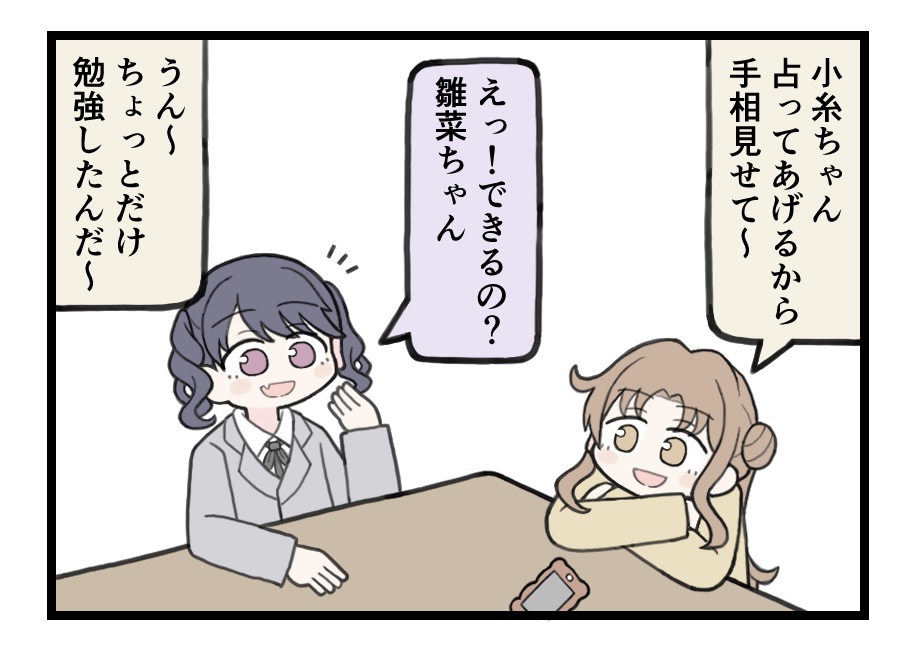 小糸ちゃん
占ってあげるから
手相見せて〜
えっ！できるの？
雛菜ちゃん
うん〜
ちょっとだけ
勉強したんだ〜